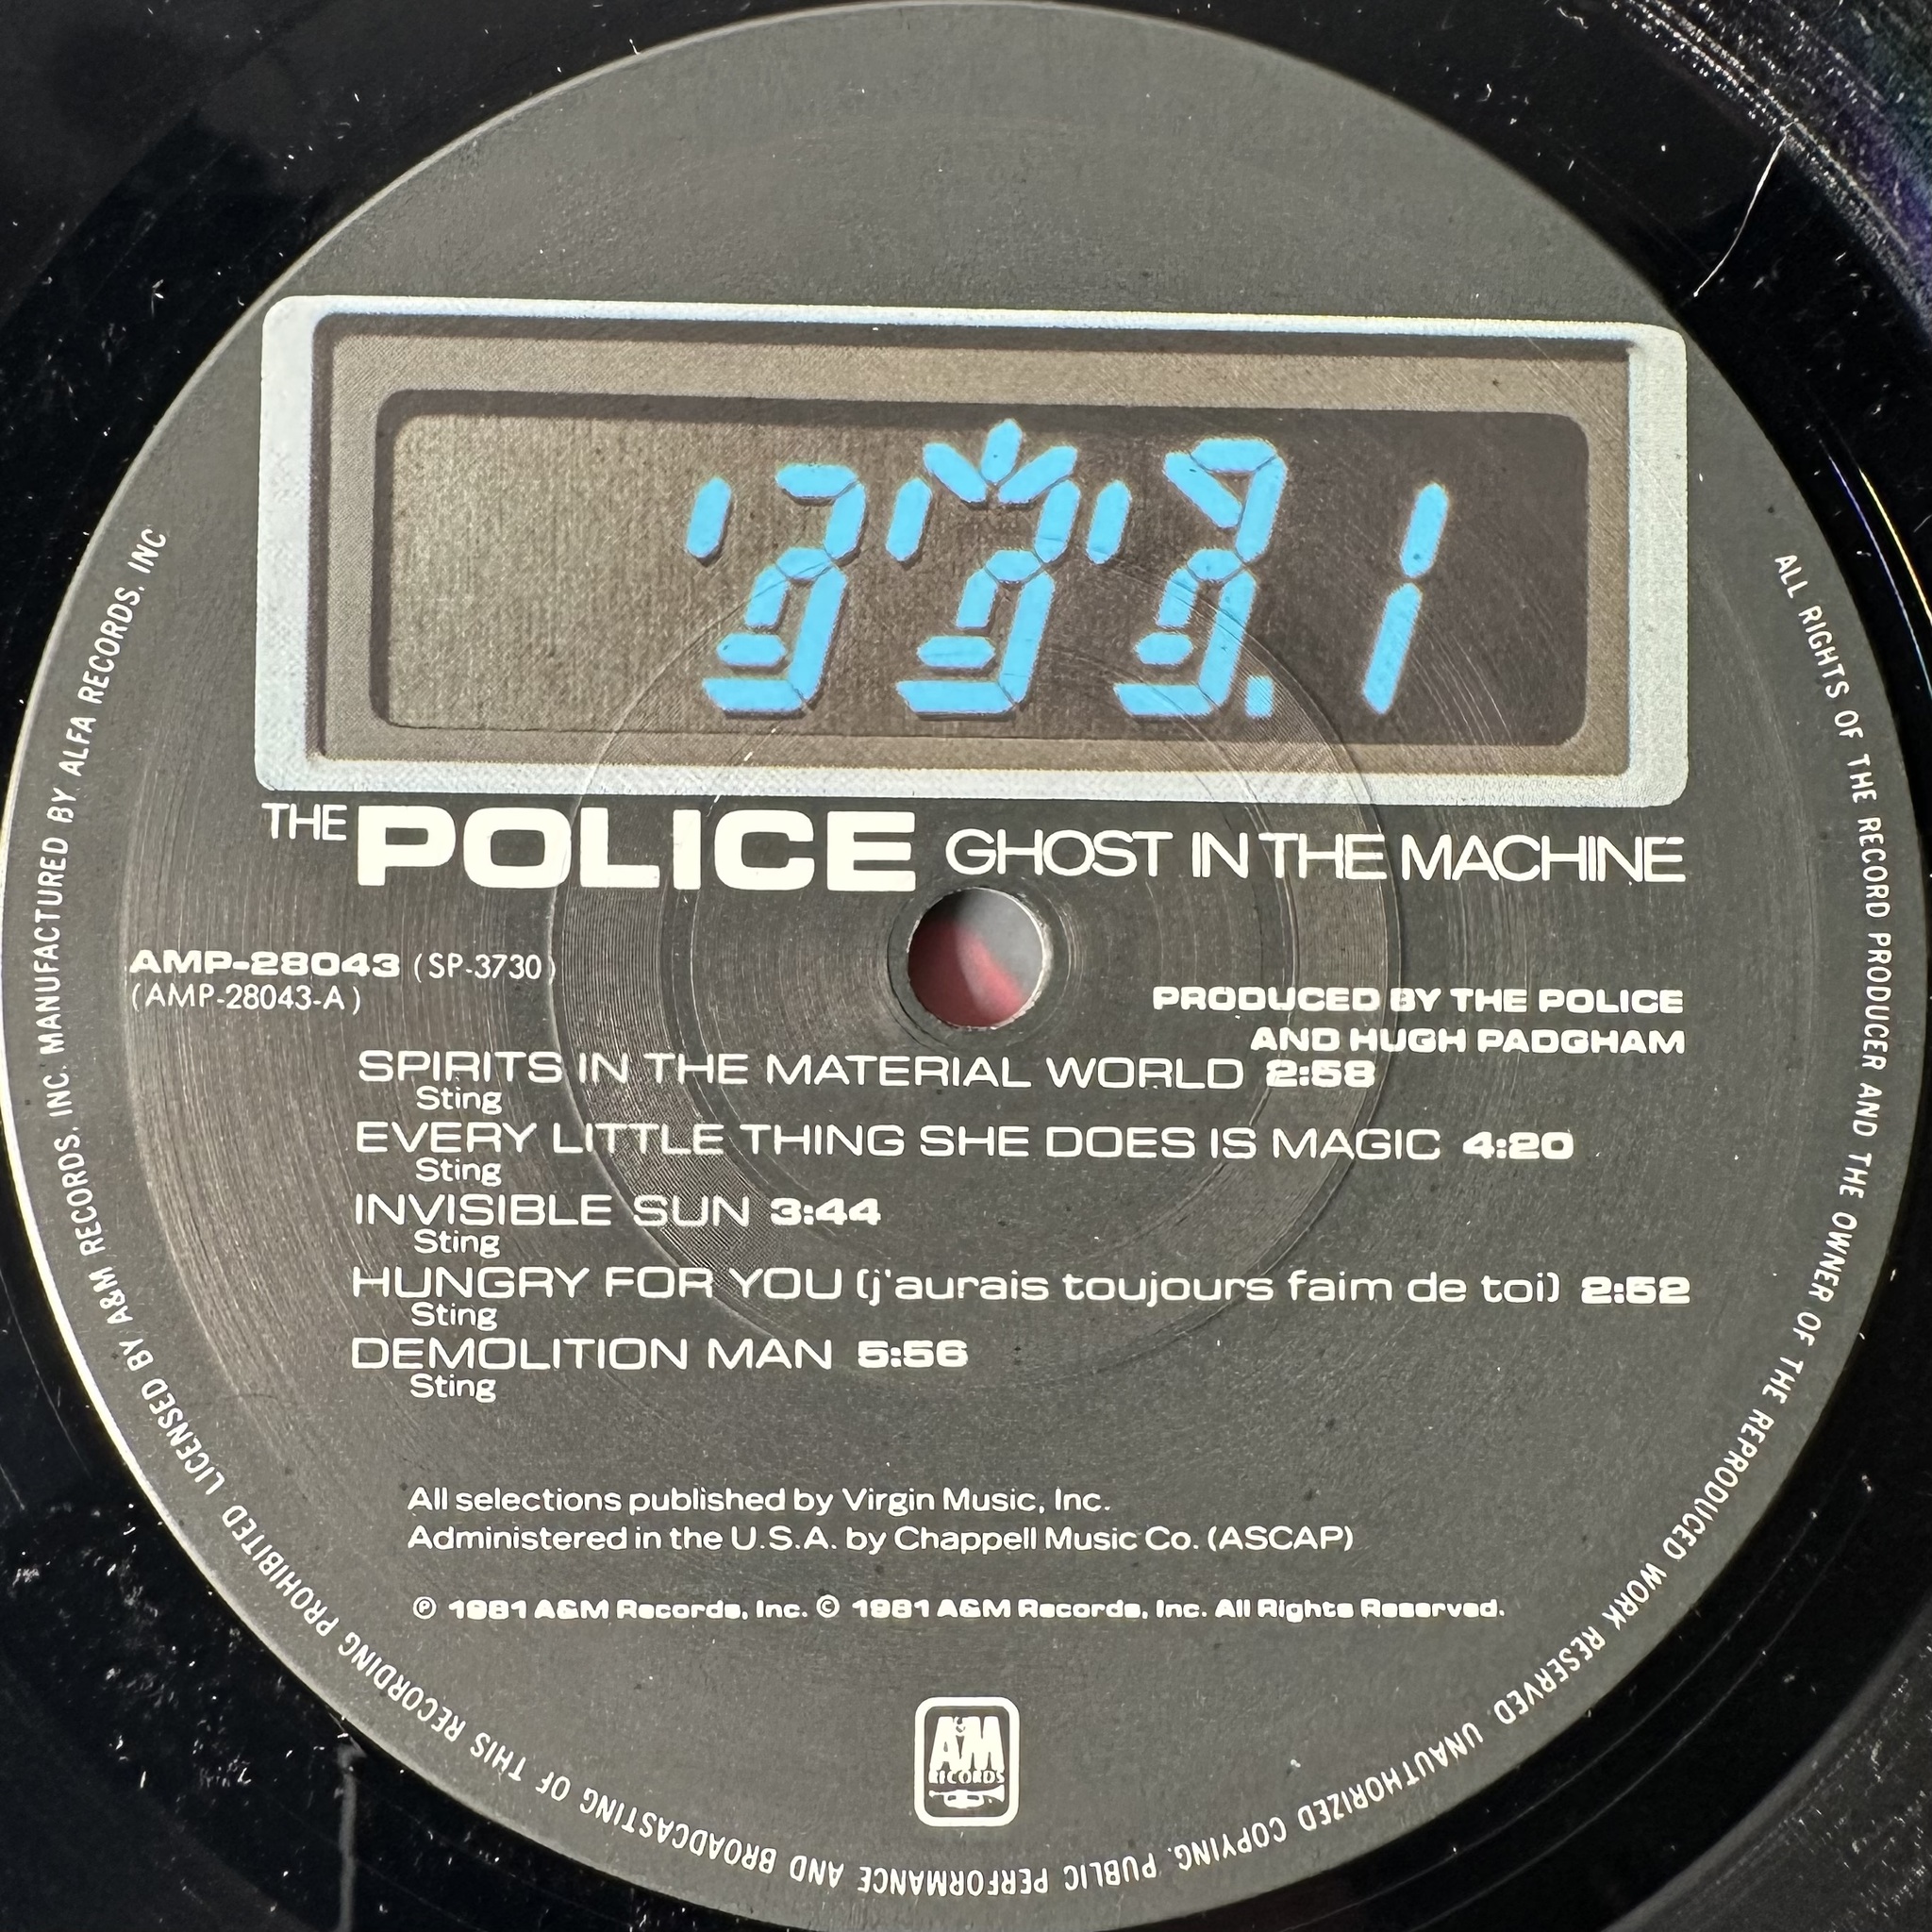 .1
THE POLICE GHOST IN THE MACHINE
AMP-28043 (SP-3730)
(AMP-28043-A)
PRODUCED BY THE POLICE
AND HUGH PADGHAM
SPIRITS IN THE MATERIAL WORLD 2:58
Sting
EVERY LITTLE THING SHE DOES IS MAGIC 4:20
Sting
INVISIBLE SUN 3:44
Sting
HUNGRY FOR YOU (j'aurais toujours faim de toi) 2:52
Sting
DEMOLITION MAN 5:56
Sting
All selections published by Virgin Music, Inc.
Administered in the U.S.A. by Chappell Music Co. (ASCAP)
℗ 1981 A&M Records, Inc. © 1981 A&M Records, Inc. All Rights Reserved.
A&M
RECORDS
ALL RIGHTS OF THE RECORD PRODUCER AND THE OWNER OF THE REPRODUCED WORK RESERVED. UNAUTHORIZED COPYING. PUBLIC PERFORMANCE AND BROADCASTING OF THIS RECORDING PROHIBITED. LICENSED BY A&M RECORDS, INC. MANUFACTURED BY ALFA RECORDS, INC